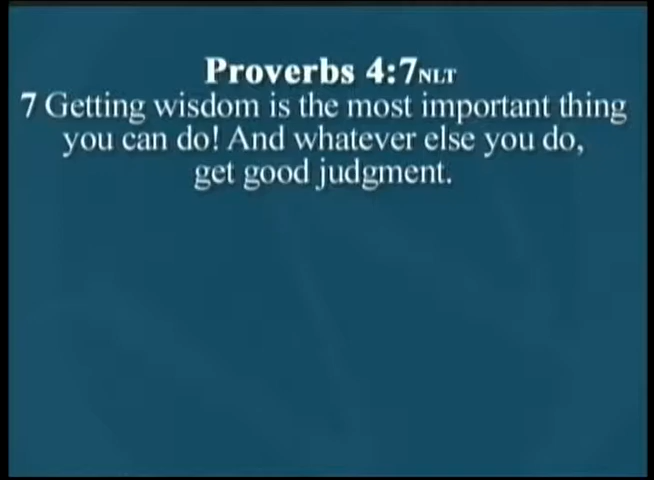 Proverbs 4:7NLT
7 Getting wisdom is the most important thing
you can do! And whatever else you do,
get good judgment.